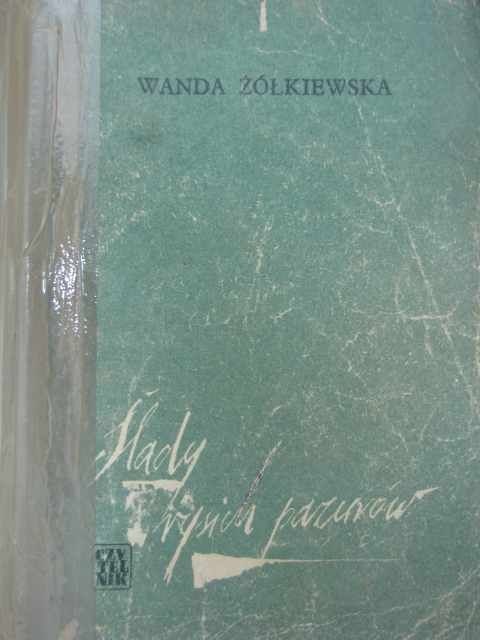 WANDA ŻÓŁKIEWSKA
Ślady
rysich pazurów
CZY
TEL
NIK